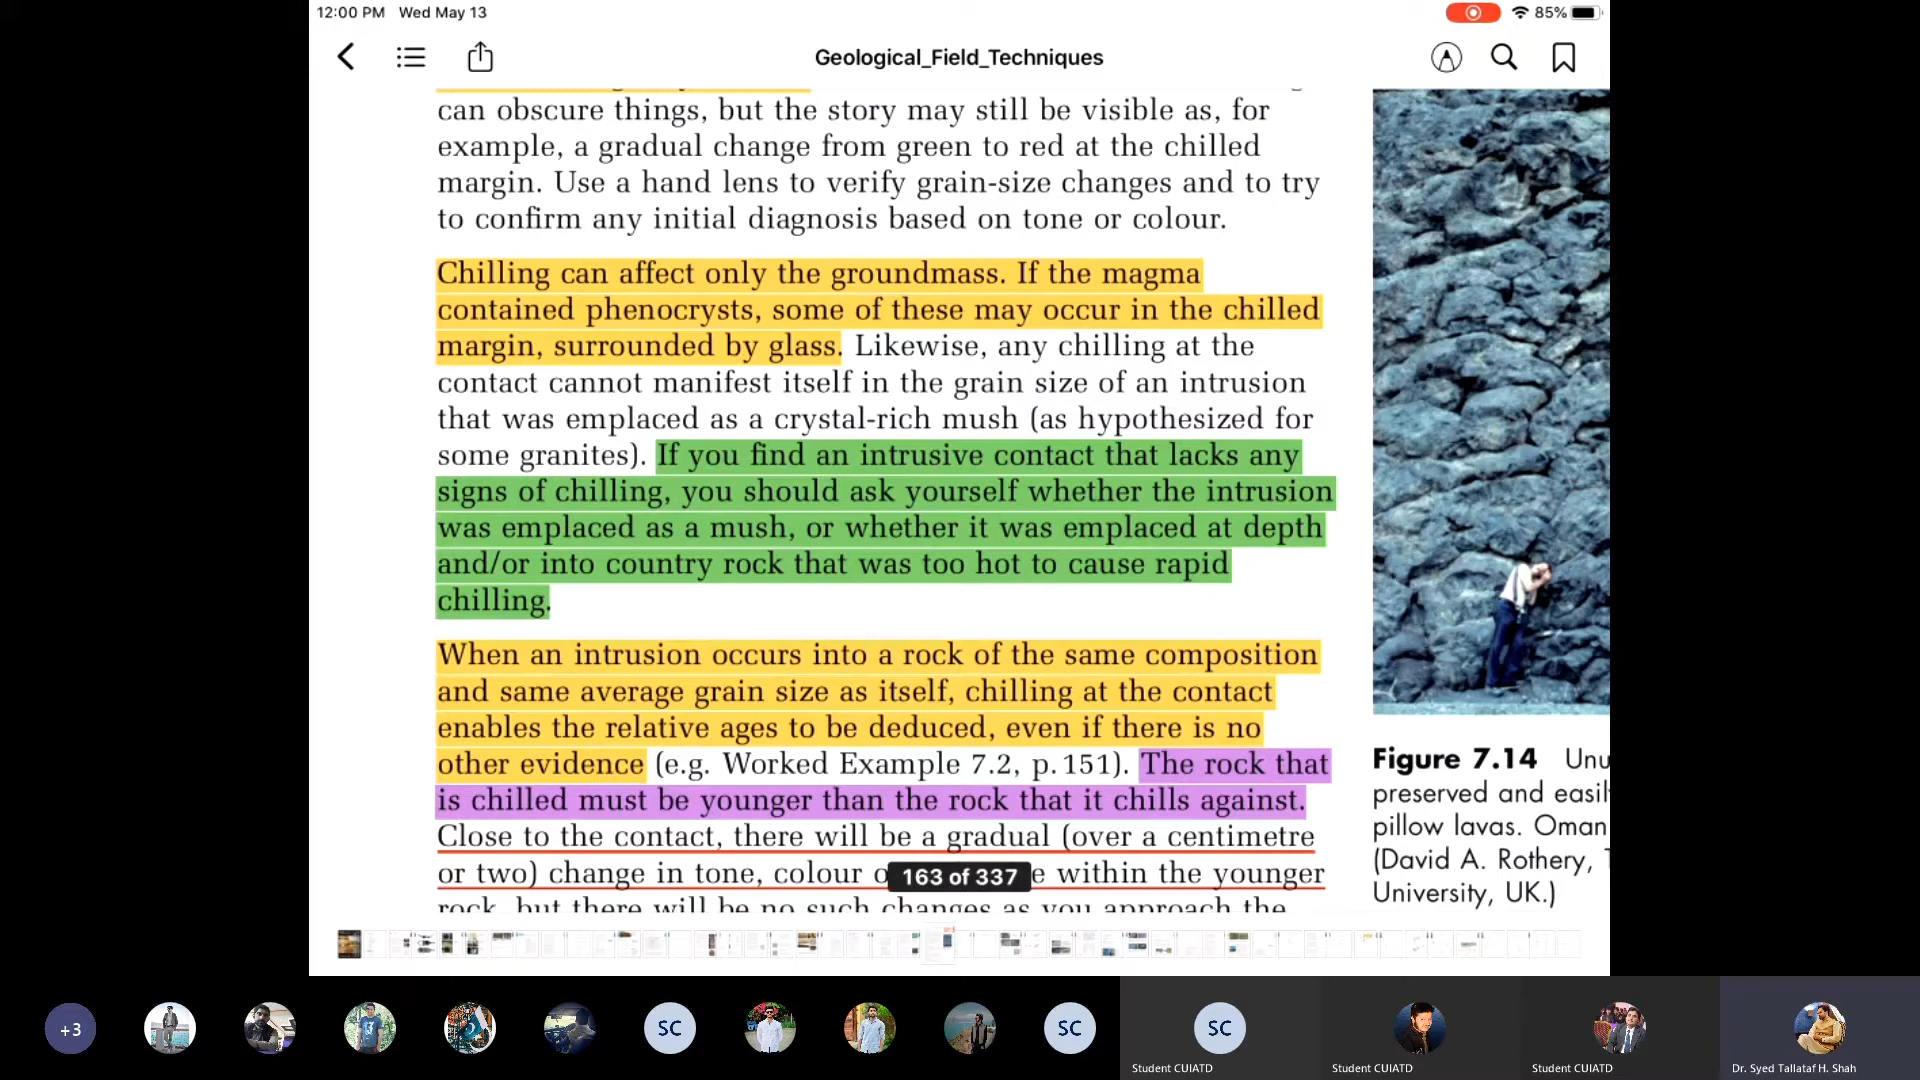 12:00 PM Wed May 13
85%
Geological_Field_Techniques
can obscure things, but the story may still be visible as, for
example, a gradual change from green to red at the chilled
margin. Use a hand lens to verify grain-size changes and to try
to confirm any initial diagnosis based on tone or colour.
Chilling can affect only the groundmass. If the magma
contained phenocrysts, some of these may occur in the chilled
margin, surrounded by glass. Likewise, any chilling at the
contact cannot manifest itself in the grain size of an intrusion
that was emplaced as a crystal-rich mush (as hypothesized for
some granites). If you find an intrusive contact that lacks any
signs of chilling, you should ask yourself whether the intrusion
was emplaced as a mush, or whether it was emplaced at depth
and/or into country rock that was too hot to cause rapid
chilling.
When an intrusion occurs into a rock of the same composition
and same average grain size as itself, chilling at the contact
enables the relative ages to be deduced, even if there is no
other evidence (e.g. Worked Example 7.2, p. 151). The rock that
is chilled must be younger than the rock that it chills against.
Close to the contact, there will be a gradual (over a centimetre
or two) change in tone, colour o e within the younger
rock, but there will be no such changes as you approach the
163 of 337
Figure 7.14 Unu
preserved and easil
pillow lavas. Oman
(David A. Rothery,
University, UK.)
+3
SC
SC
SC
Student CUIATD
Student CUIATD
Student CUIATD
Dr. Syed Tallataf H. Shah